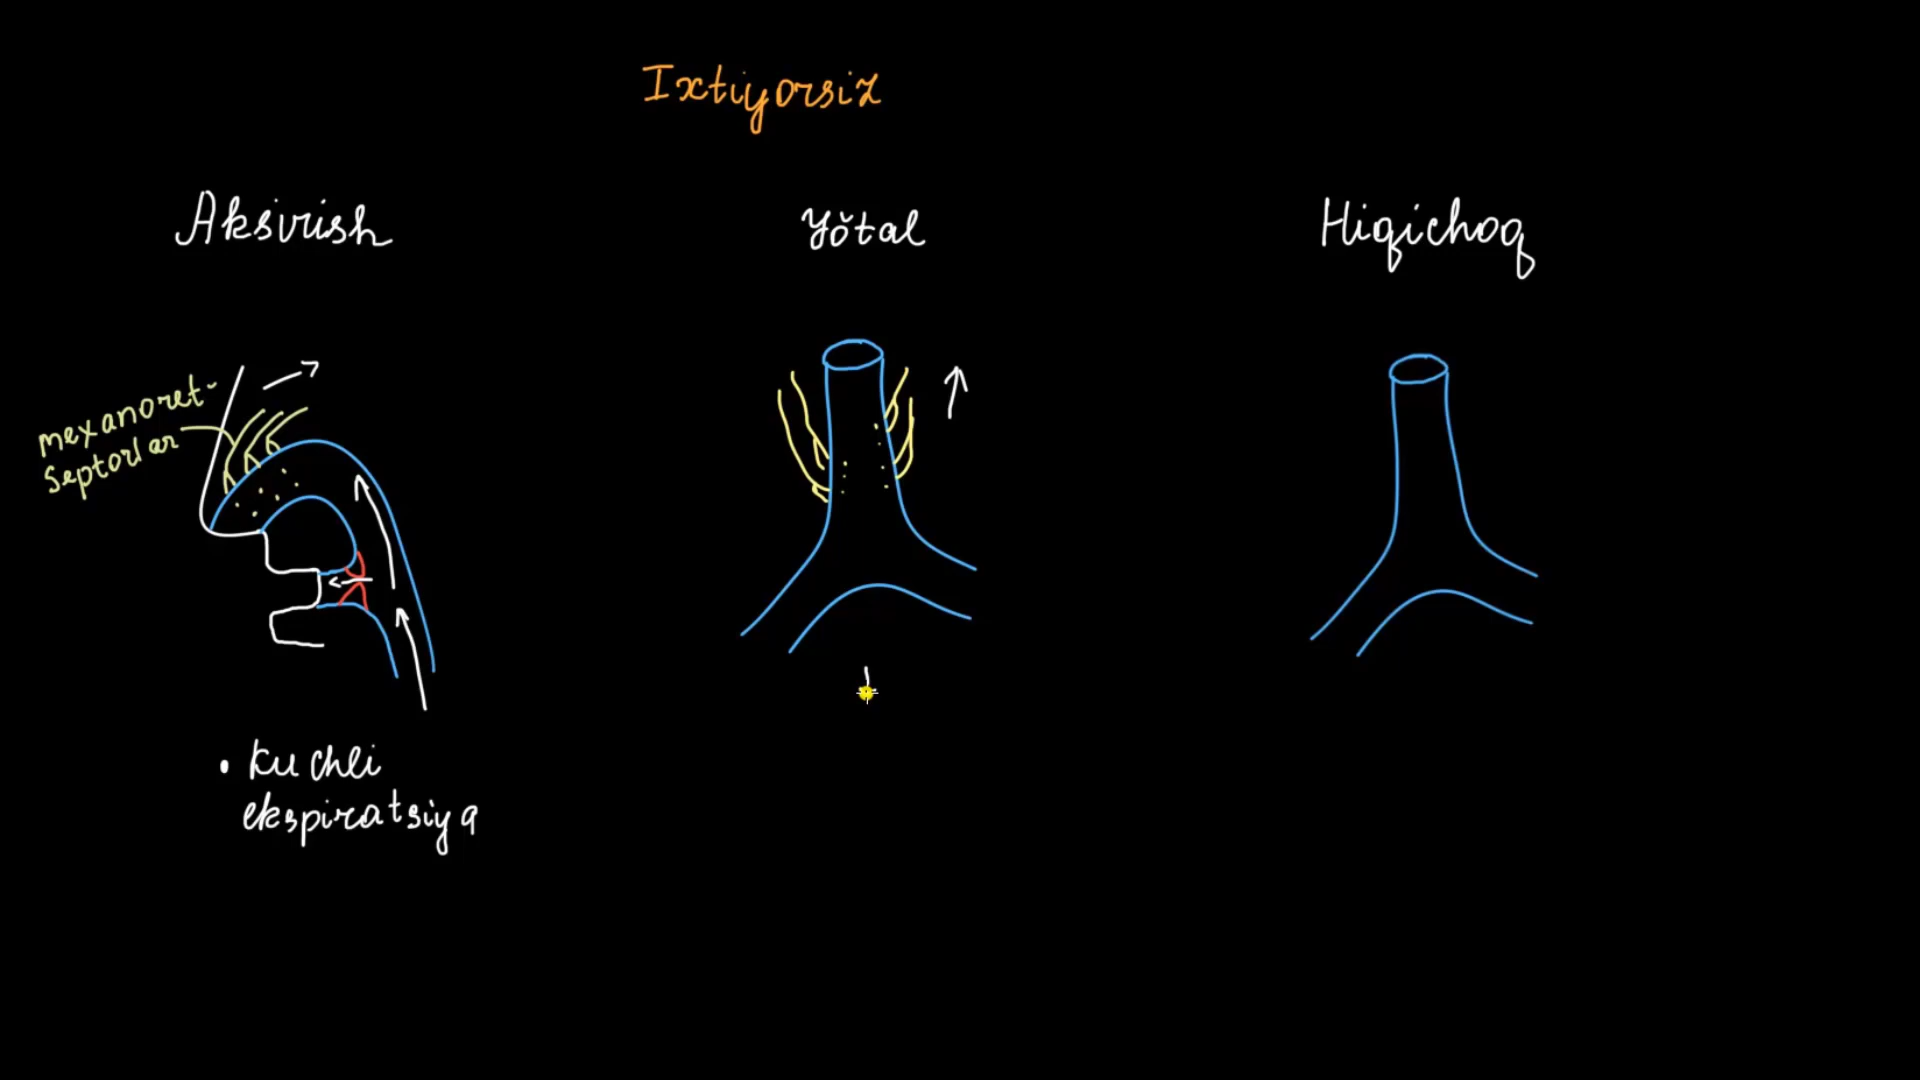 Ixtiyorsiz
Aksirish
Yŏtal
Hiqichoq
mexanoret-
septorlar
• kuchli
ekspiratsiya